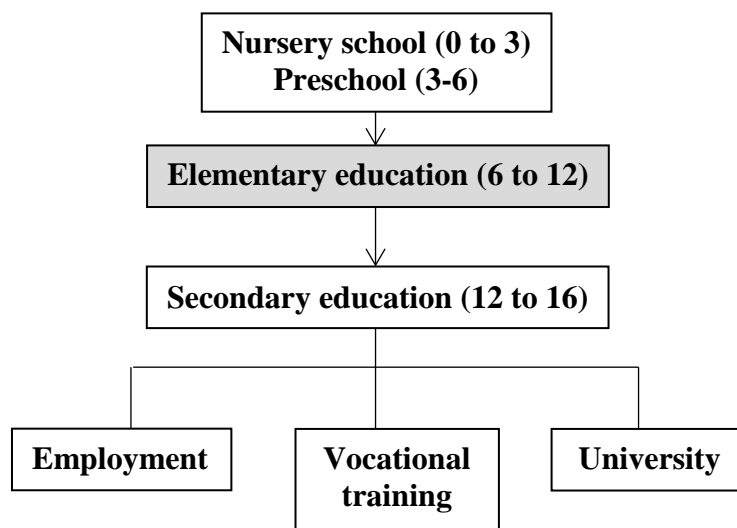 Nursery school (0 to 3)
Preschool (3-6)
Elementary education (6 to 12)
Secondary education (12 to 16)
Employment
Vocational
training
University